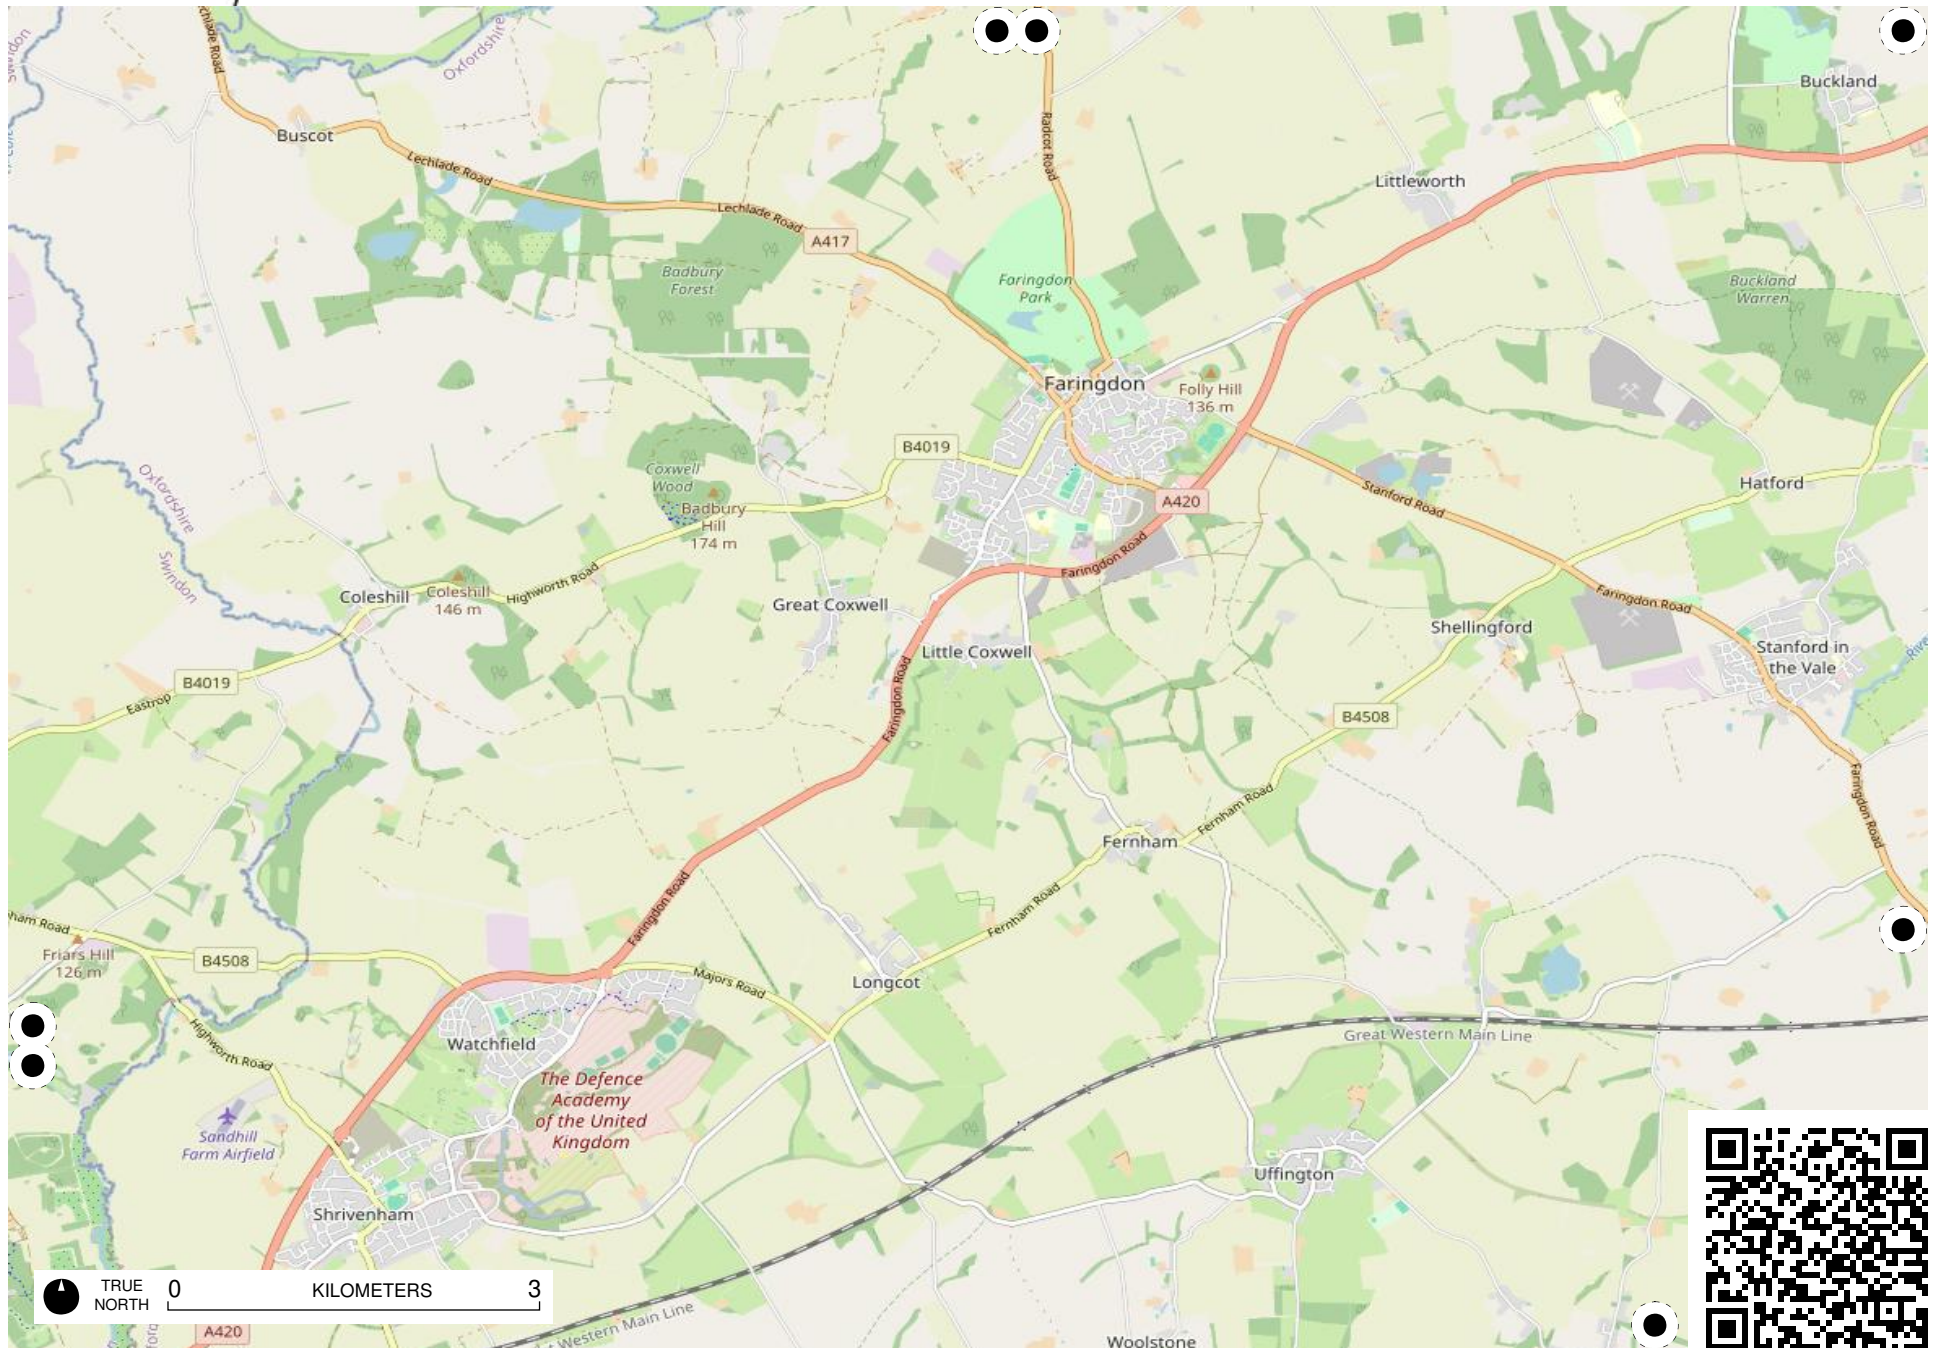 Lechlade Road
Swindon
Oxfordshire
Buckland
Buscot
Radcot Road
Lechlade Road
Littleworth
Lechlade Road
A417
Badbury
Forest
Faringdon
Park
Buckland
Warren
Faringdon
Folly Hill
136 m
B4019
Coxwell
Wood
Oxfordshire
Swindon
Badbury
Hill
174 m
A420
Stanford Road
Hatford
Faringdon Road
Coleshill
Coleshill
146 m
Highworth Road
Great Coxwell
Faringdon Road
Shellingford
Little Coxwell
Stanford in
the Vale
B4019
Eastrop
Faringdon Road
B4508
Faringdon Road
Fernham Road
Fernham
Faringdon Road
Fernham Road
ham Road
Friars Hill
126 m
B4508
Majors Road
Longcot
Highworth Road
Watchfield
Great Western Main Line
The Defence
Academy
of the United
Kingdom
Sandhill
Farm Airfield
Uffington
Shrivenham
TRUE
NORTH
0 KILOMETERS 3
A420
Western Main Line
Woolstone